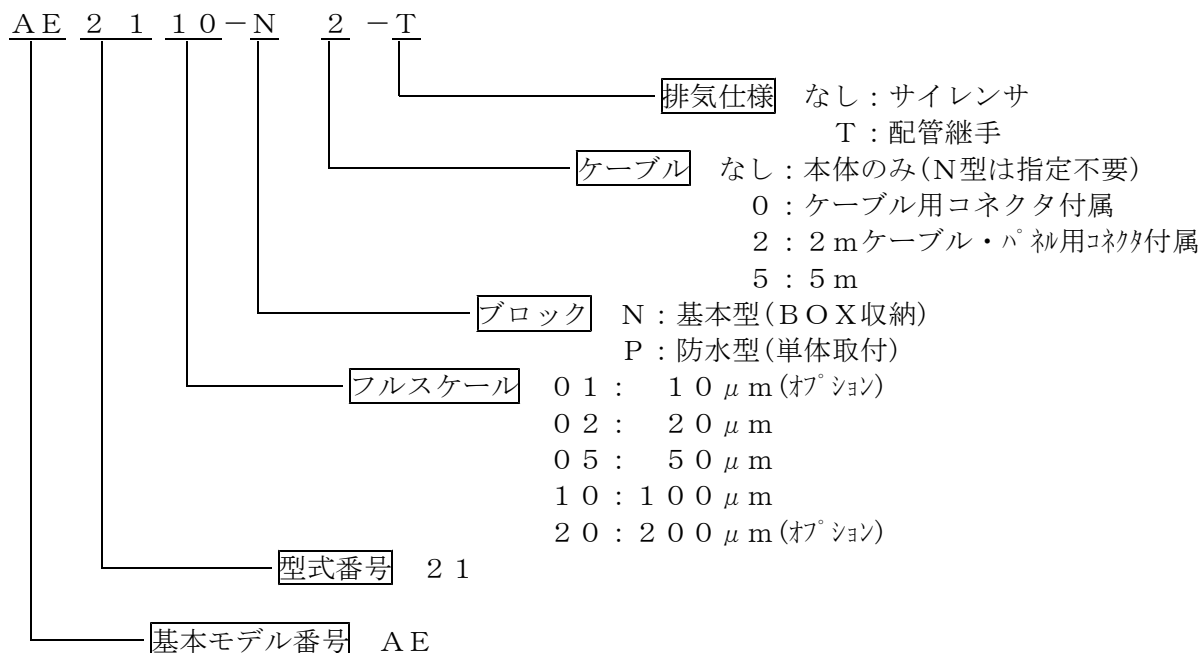 ＡＥ２１１０－Ｎ２－Ｔ
排気仕様 なし：サイレンサ
Ｔ：配管継手
ケーブル なし：本体のみ(Ｎ型は指定不要)
０：ケーブル用コネクタ付属
２：２ｍケーブル・ﾊﾟﾈﾙ用ｺﾈｸﾀ付属
５：５ｍ
ブロック Ｎ：基本型(ＢＯＸ収納)
Ｐ：防水型(単体取付)
フルスケール ０１： １０μｍ(ｵﾌﾟｼｮﾝ)
０２： ２０μｍ
０５： ５０μｍ
１０：１００μｍ
２０：２００μｍ(ｵﾌﾟｼｮﾝ)
型式番号 ２１
基本モデル番号 ＡＥ